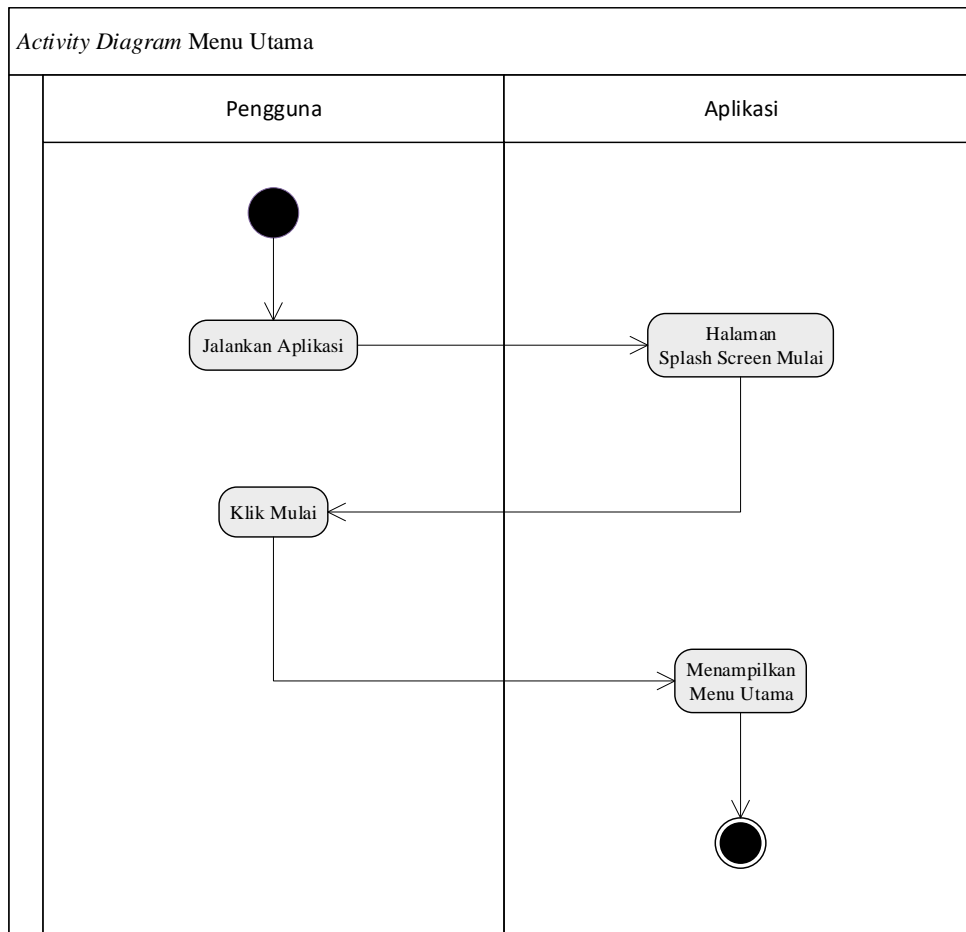 Activity Diagram Menu Utama
Pengguna
Aplikasi
Jalankan Aplikasi
Halaman
Splash Screen Mulai
Klik Mulai
Menampilkan
Menu Utama